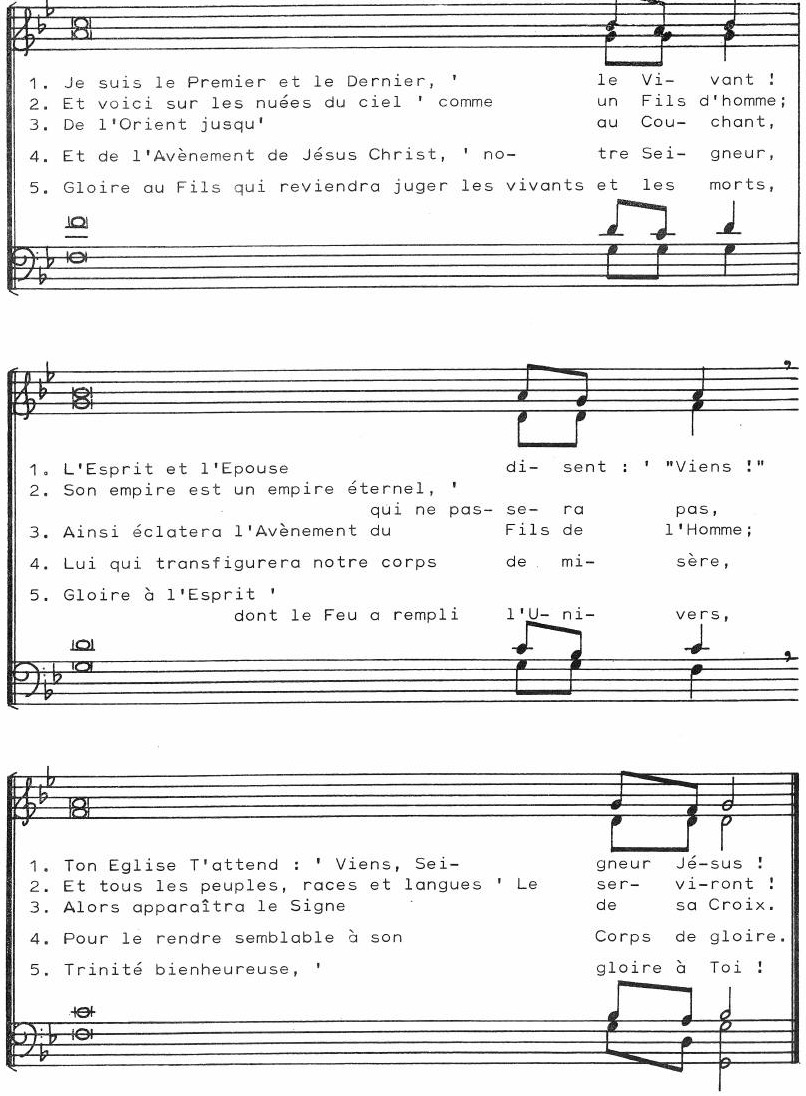 1. Je suis le Premier et le Dernier, ' le Vi- vant !
2. Et voici sur les nuées du ciel ' comme un Fils d'homme;
3. De l'Orient jusqu' au Cou- chant,
4. Et de l'Avènement de Jésus Christ, ' no- tre Sei- gneur,
5. Gloire au Fils qui reviendra juger les vivants et les morts,
1. L'Esprit et l'Epouse di- sent : ' "Viens !"
2. Son empire est un empire éternel, '
qui ne pas- se- ra pas,
3. Ainsi éclatera l'Avènement du Fils de l'Homme;
4. Lui qui transfigurera notre corps de mi- sère,
5. Gloire à l'Esprit '
dont le Feu a rempli l'U- ni- vers,
1. Ton Eglise T'attend : ' Viens, Sei- gneur Jé-sus !
2. Et tous les peuples, races et langues ' Le ser- vi-ront !
3. Alors apparaîtra le Signe de sa Croix.
4. Pour le rendre semblable à son Corps de gloire.
5. Trinité bienheureuse, ' gloire à Toi !